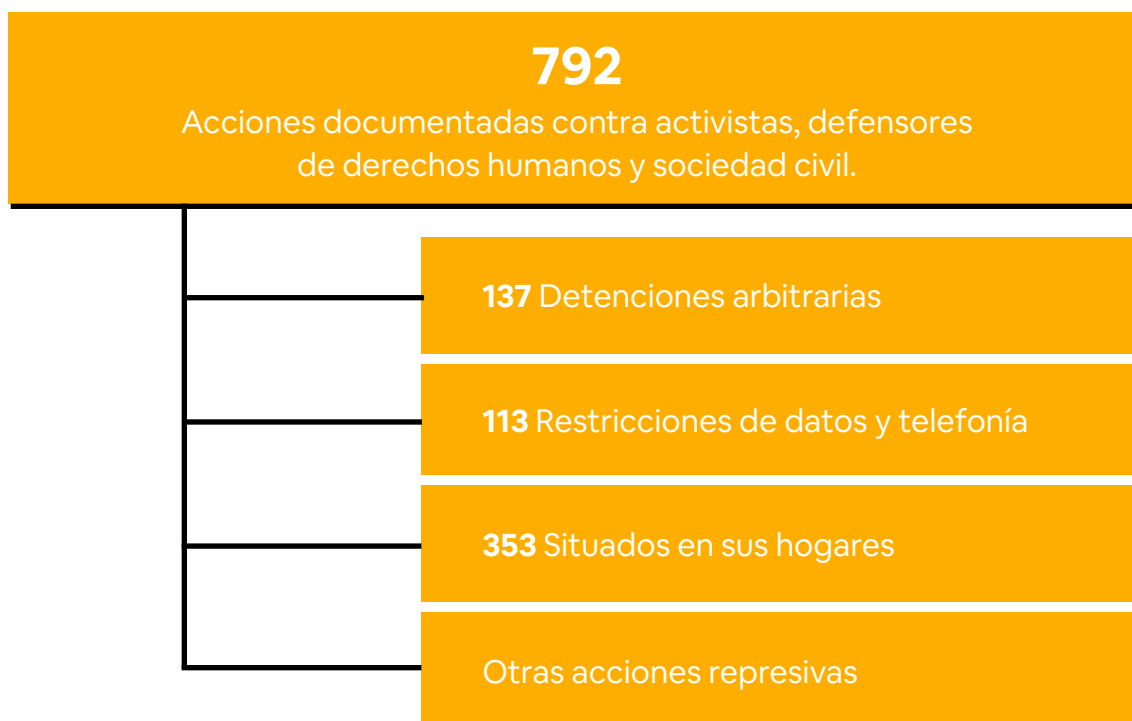 792
Acciones documentadas contra activistas, defensores
de derechos humanos y sociedad civil.
137 Detenciones arbitrarias
113 Restricciones de datos y telefonía
353 Situados en sus hogares
Otras acciones represivas